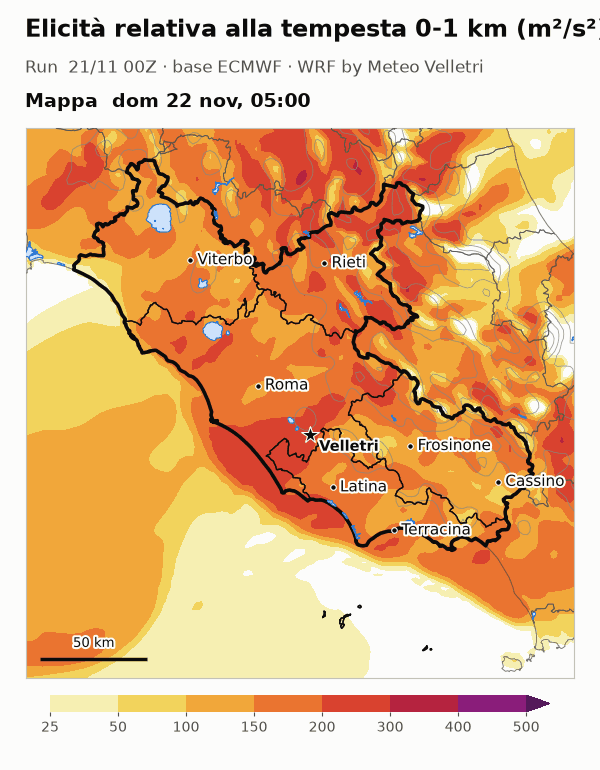 Elicità relativa alla tempesta 0-1 km (m²/s²)
Run 21/11 00Z · base ECMWF · WRF by Meteo Velletri
Mappa dom 22 nov, 05:00
Viterbo
Rieti
Roma
Velletri
Frosinone
Cassino
Latina
Terracina
50 km
25 50 100 150 200 300 400 500